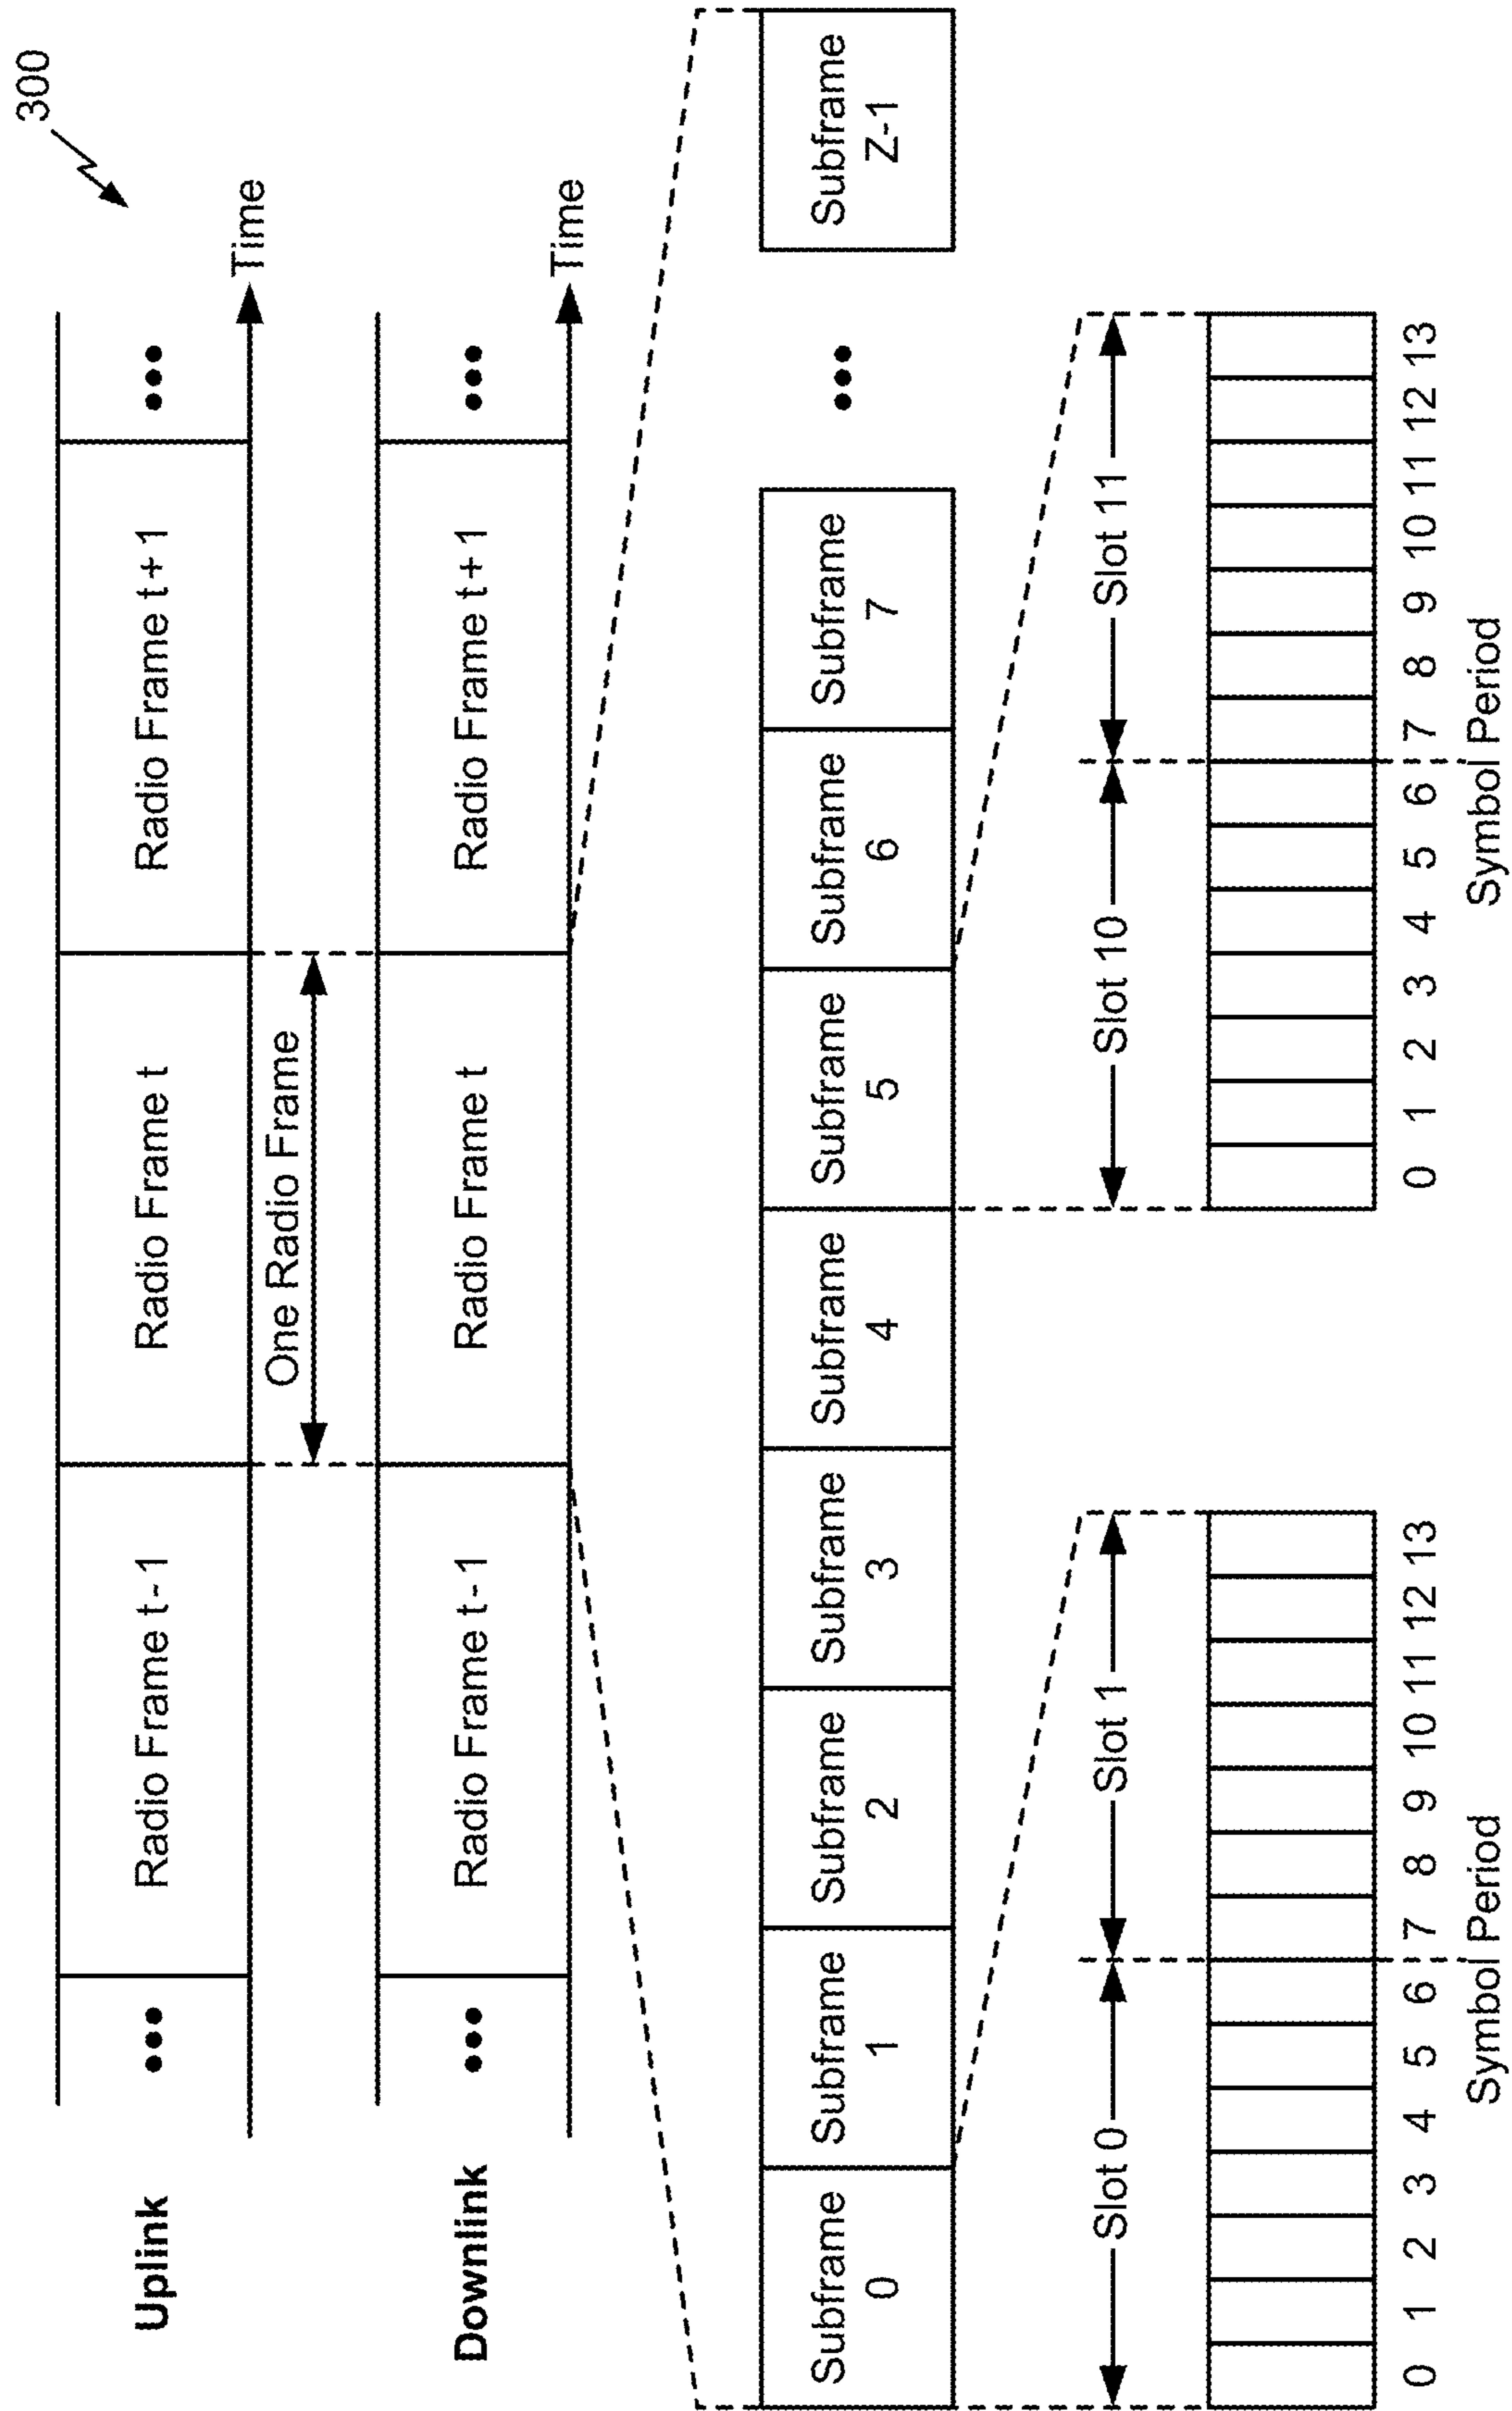 300
Uplink
•••
Radio Frame t-1
Radio Frame t
Radio Frame t+1
•••
Time
One Radio Frame
Downlink
•••
Radio Frame t-1
Radio Frame t
Radio Frame t+1
•••
Time
Subframe
0
Subframe
1
Subframe
2
Subframe
3
Subframe
4
Subframe
5
Subframe
6
Subframe
7
•••
Subframe
Z-1
Slot 0
Slot 1
0 1 2 3 4 5 6 7 8 9 10 11 12 13
Symbol Period
Slot 10
Slot 11
0 1 2 3 4 5 6 7 8 9 10 11 12 13
Symbol Period